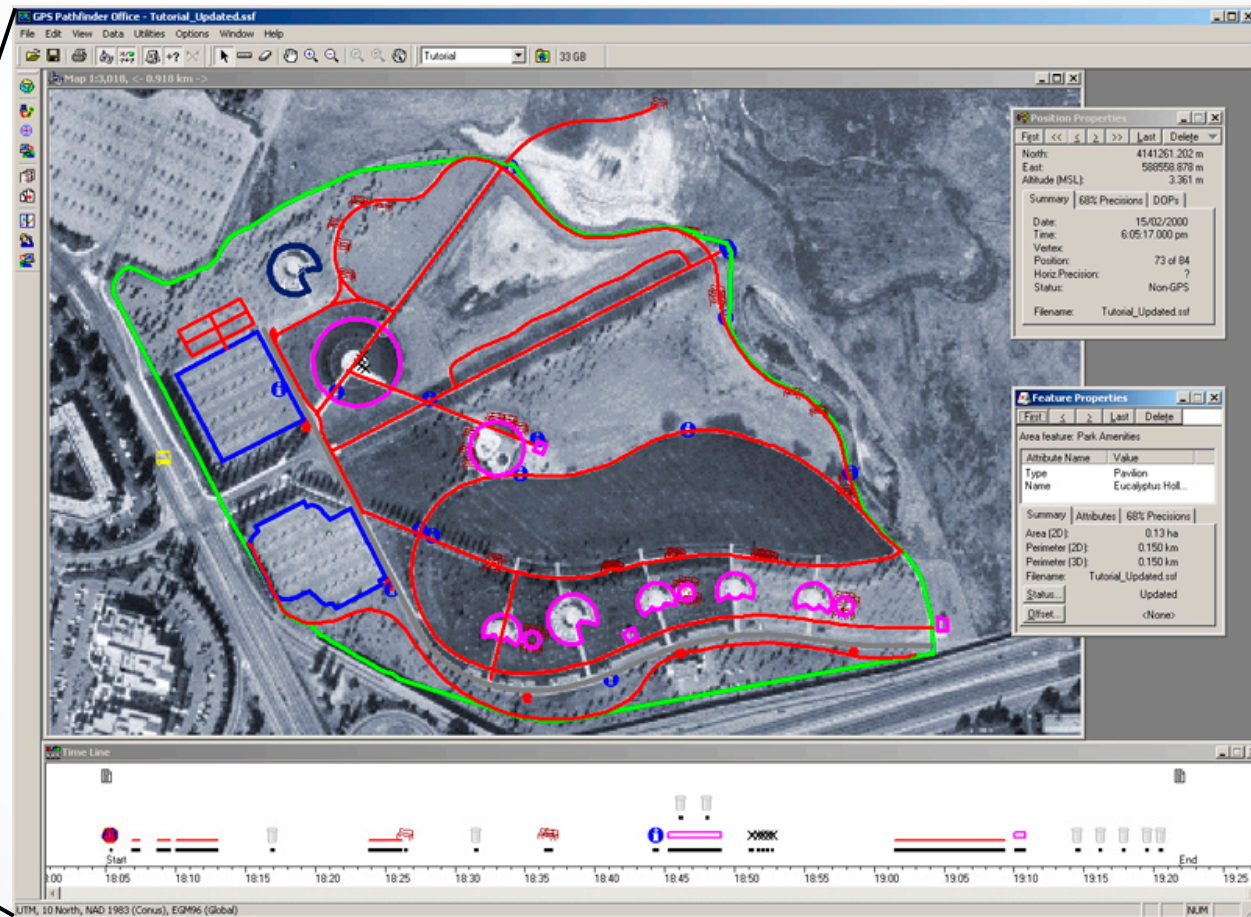 GPS Pathfinder Office - Tutorial_Updated.ssf
File Edit View Data Utilities Options Window Help
Tutorial 33 GB
Map 1:3,018, <- 0.918 km ->
Position Properties
First << < > >> Last Delete
North: 4141261.202 m
East: 588558.878 m
Altitude (MSL): 3.361 m
Summary 68% Precisions DOPs
Date: 15/02/2000
Time: 6:05:17.000 pm
Vertex:
Position: 73 of 84
Horiz.Precision: ?
Status: Non-GPS
Filename: Tutorial_Updated.ssf
Feature Properties
First < > Last Delete
Area feature: Park Amenities
Attribute Name Value
Type Pavilion
Name Eucalyptus Holl...
Summary Attributes 68% Precisions
Area (2D): 0.13 ha
Perimeter (2D): 0.150 km
Perimeter (3D): 0.150 km
Filename: Tutorial_Updated.ssf
Status... Updated
Offset... <None>
Time Line
Start End
:00 18:05 18:10 18:15 18:20 18:25 18:30 18:35 18:40 18:45 18:50 18:55 19:00 19:05 19:10 19:15 19:20 19:25
UTM, 10 North, NAD 1983 (Conus), EGM96 (Global) NUM